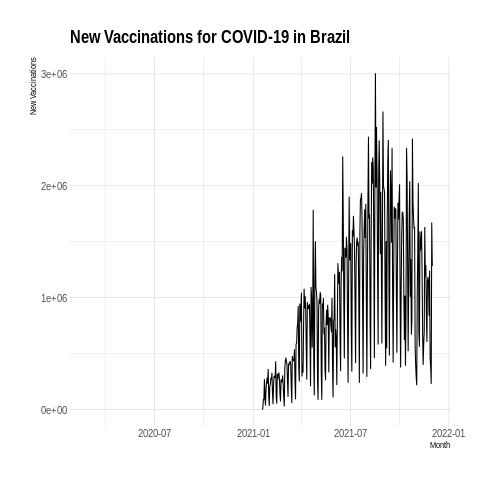 New Vaccinations for COVID-19 in Brazil
New Vaccinations
3e+06
2e+06
1e+06
0e+00
2020-07 2021-01 2021-07 2022-01
Month